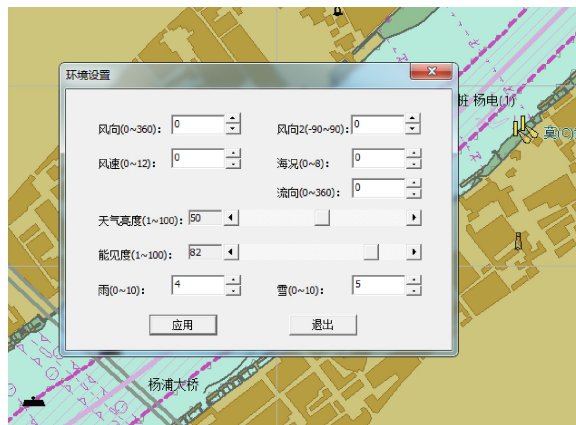 环境设置
桩 杨电(1)
风向(0~360): 0 风向2(-90~90): 0
莫(C)
风速(0~12): 0 海况(0~8): 0
流向(0~360): 0
天气亮度(1~100): 50
能见度(1~100): 82
雨(0~10): 4 雪(0~10): 5
应用 退出
杨浦大桥